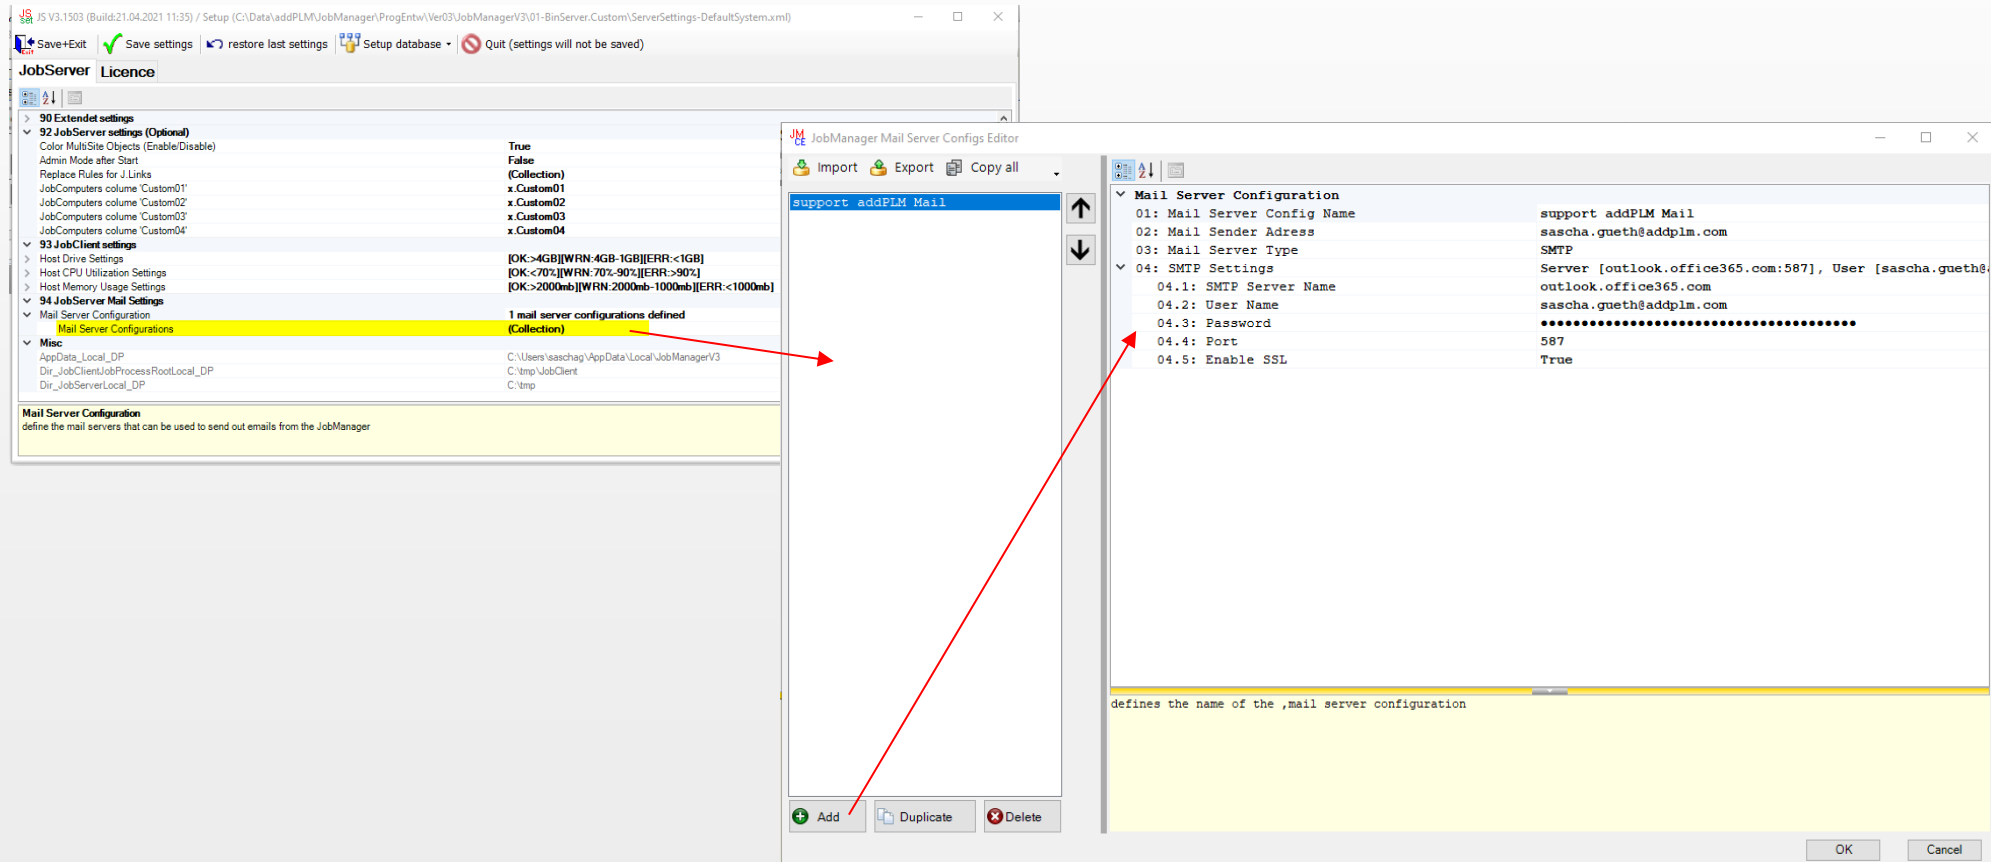 JS V3.1503 (Build:21.04.2021 11:35) / Setup (C:\Data\addPLM\JobManager\ProgEntw\Ver03\JobManagerV3\01-BinServer.Custom\ServerSettings-DefaultSystem.xml)
Save+Exit Save settings restore last settings Setup database Quit (settings will not be saved)
JobServer Licence
90 Extendet settings
92 JobServer settings (Optional)
Color MultiSite Objects (Enable/Disable) True
Admin Mode after Start False
Replace Rules for J.Links (Collection)
JobComputers colume 'Custom01' x.Custom01
JobComputers colume 'Custom02' x.Custom02
JobComputers colume 'Custom03' x.Custom03
JobComputers colume 'Custom04' x.Custom04
93 JobClient settings
Host Drive Settings [OK:>4GB][WRN:4GB-1GB][ERR:<1GB]
Host CPU Utilization Settings [OK:<70%][WRN:70%-90%][ERR:>90%]
Host Memory Usage Settings [OK:>2000mb][WRN:2000mb-1000mb][ERR:<1000mb]
94 JobServer Mail Settings
Mail Server Configuration 1 mail server configurations defined
Mail Server Configurations (Collection)
Misc
AppData_Local_DP C:\Users\saschag\AppData\Local\JobManagerV3
Dir_JobClientJobProcessRootLocal_DP C:\tmp\JobClient
Dir_JobServerLocal_DP C:\tmp
Mail Server Configuration
define the mail servers that can be used to send out emails from the JobManager
JobManager Mail Server Configs Editor
Import Export Copy all
support addPLM Mail
Add Duplicate Delete
Mail Server Configuration
01: Mail Server Config Name support addPLM Mail
02: Mail Sender Adress sascha.gueth@addplm.com
03: Mail Server Type SMTP
04: SMTP Settings Server [outlook.office365.com:587], User [sascha.gueth@
04.1: SMTP Server Name outlook.office365.com
04.2: User Name sascha.gueth@addplm.com
04.3: Password
04.4: Port 587
04.5: Enable SSL True
defines the name of the ,mail server configuration
OK Cancel